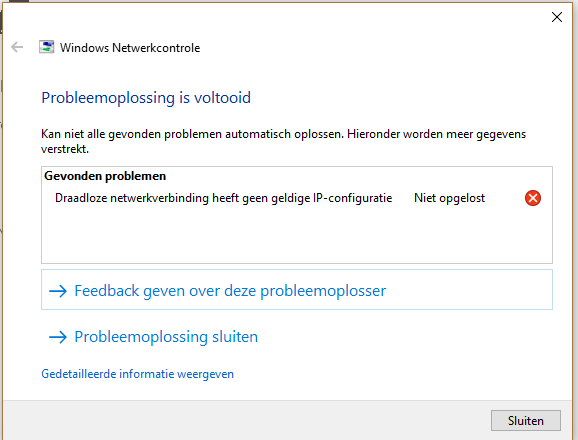 Windows Netwerkcontrole
Probleemoplossing is voltooid
Kan niet alle gevonden problemen automatisch oplossen. Hieronder worden meer gegevens
verstrekt.
Gevonden problemen
Draadloze netwerkverbinding heeft geen geldige IP-configuratie Niet opgelost
Feedback geven over deze probleemoplosser
Probleemoplossing sluiten
Gedetailleerde informatie weergeven
Sluiten